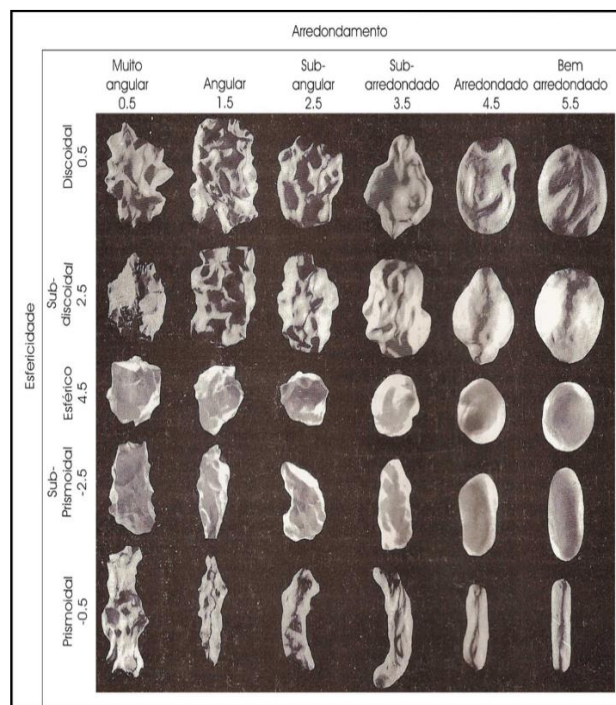 Arredondamento
Muito
angular
0.5
Angular
1.5
Sub-
angular
2.5
Sub-
arredondado
3.5
Arredondado
4.5
Bem
arredondado
5.5
Esfericidade
Discoidal
0.5
Sub-
discoidal
2.5
Esférico
4.5
Sub-
Prismoidal
-2.5
Prismoidal
-0.5